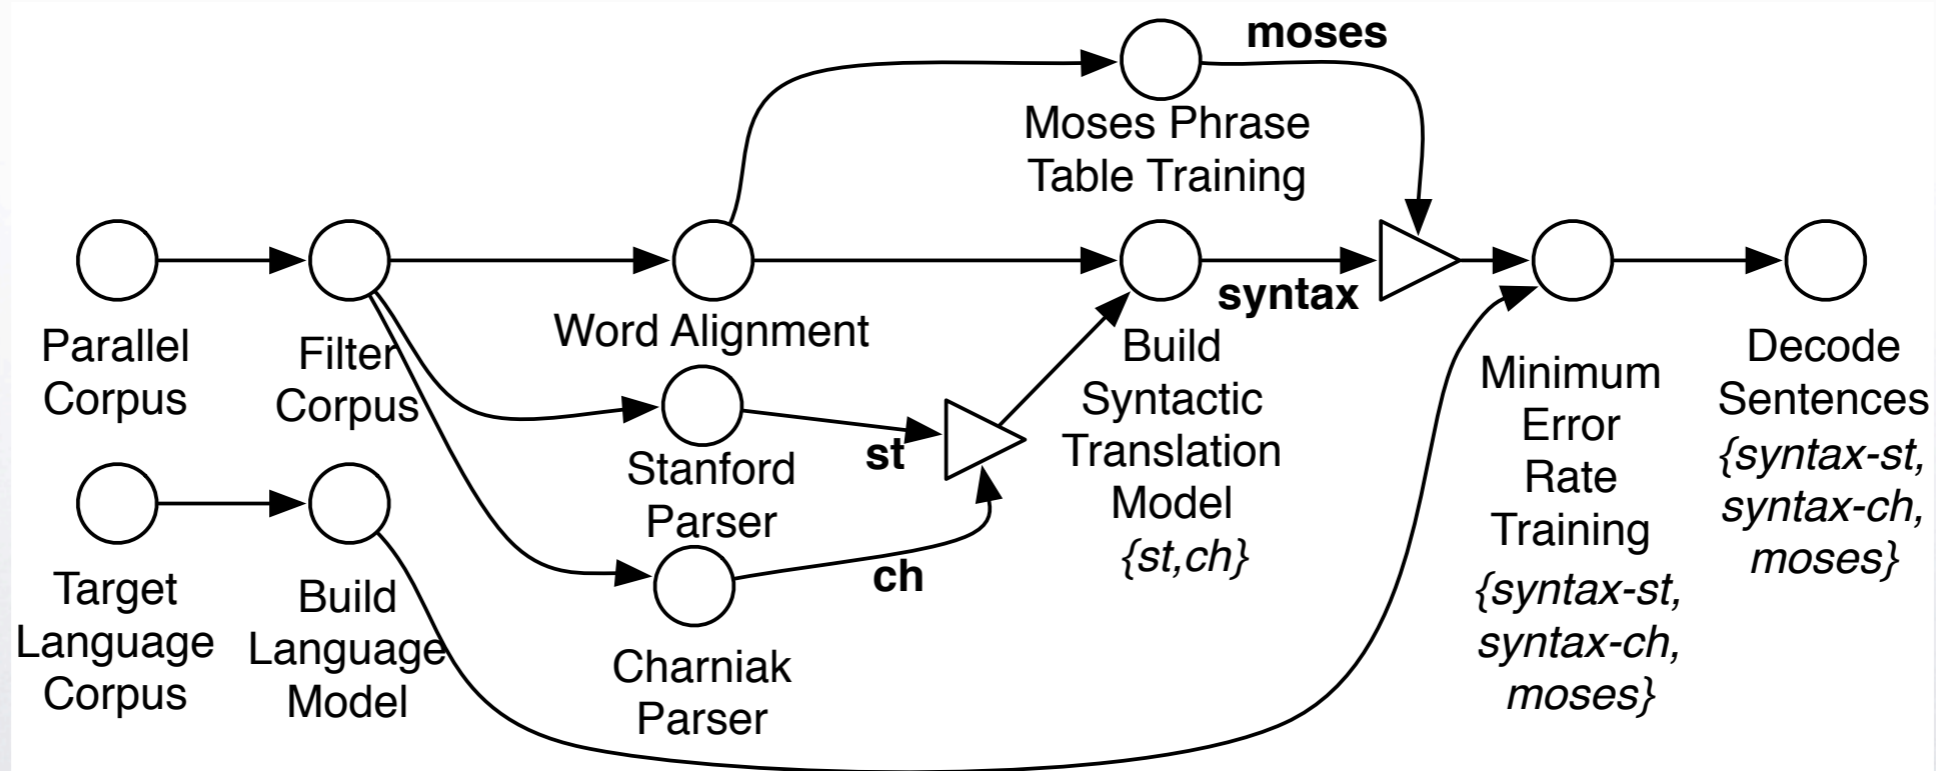 moses
Moses Phrase
Table Training
syntax
Parallel
Corpus
Filter
Corpus
Word Alignment
Build
Syntactic
Translation
Model
{st,ch}
Minimum
Error
Rate
Training
{syntax-st,
syntax-ch,
moses}
Decode
Sentences
{syntax-st,
syntax-ch,
moses}
st
Stanford
Parser
ch
Target
Language
Corpus
Build
Language
Model
Charniak
Parser